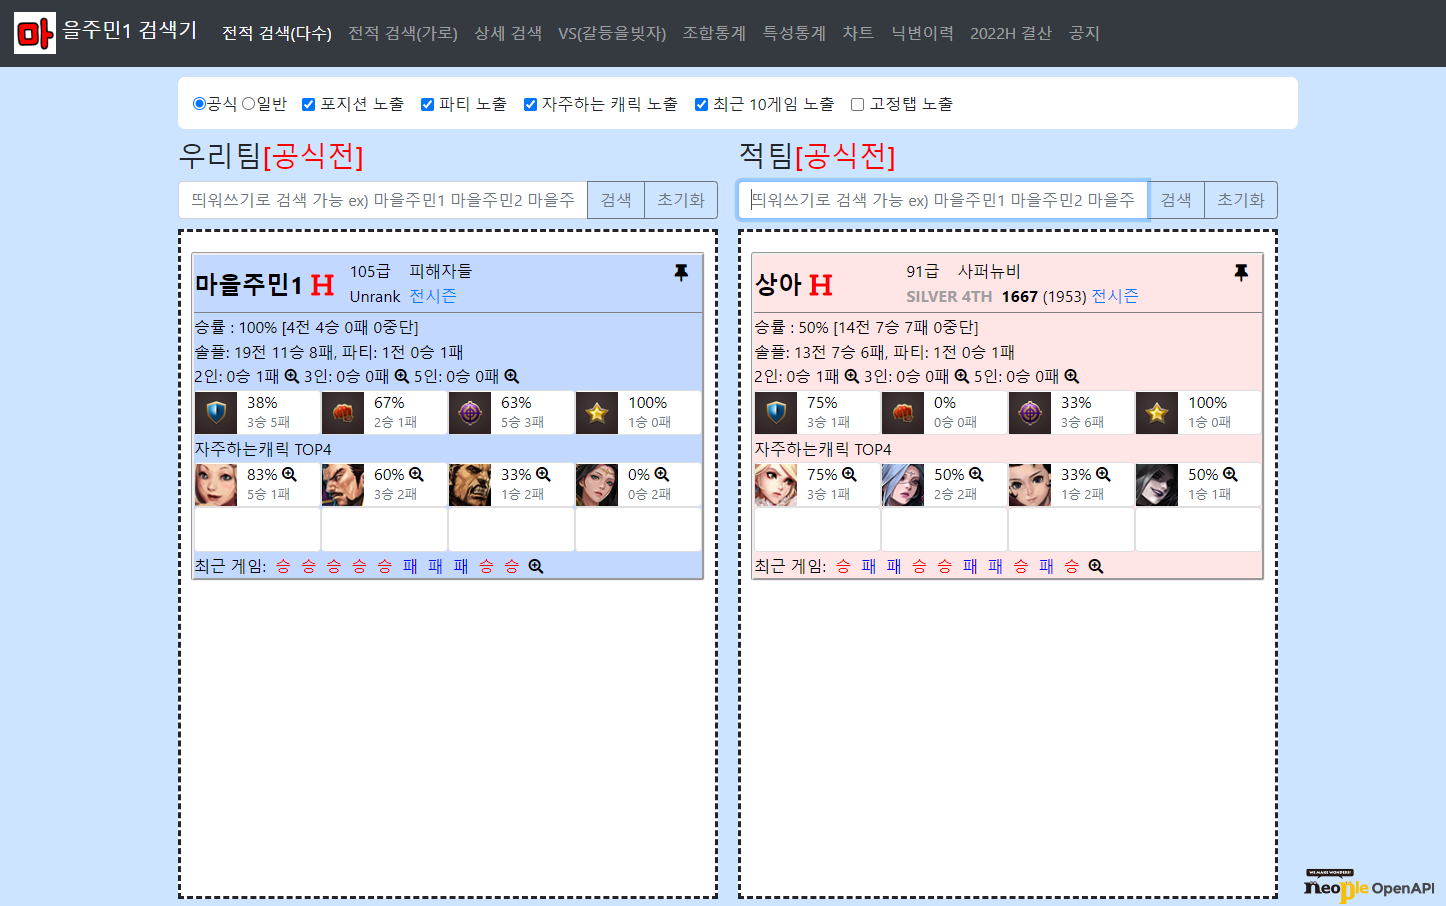 마 을주민1 검색기 전적 검색(다수) 전적 검색(가로) 상세 검색 VS(갈등을빚자) 조합통계 특성통계 차트 닉변이력 2022H 결산 공지
공식 일반 포지션 노출 파티 노출 자주하는 캐릭 노출 최근 10게임 노출 고정탭 노출
우리팀[공식전]
띄워쓰기로 검색 가능 ex) 마을주민1 마을주민2 마을주 검색 초기화
마을주민1 H 105급 피해자들
Unrank 전시즌
승률 : 100% [4전 4승 0패 0중단]
솔플: 19전 11승 8패, 파티: 1전 0승 1패
2인: 0승 1패 3인: 0승 0패 5인: 0승 0패
38% 67% 63% 100%
3승 5패 2승 1패 5승 3패 1승 0패
자주하는캐릭 TOP4
83% 60% 33% 0%
5승 1패 3승 2패 1승 2패 0승 2패
최근 게임: 승 승 승 승 승 패 패 패 승 승
적팀[공식전]
띄워쓰기로 검색 가능 ex) 마을주민1 마을주민2 마을주 검색 초기화
상아 H 91급 사퍼뉴비
SILVER 4TH 1667 (1953) 전시즌
승률 : 50% [14전 7승 7패 0중단]
솔플: 13전 7승 6패, 파티: 1전 0승 1패
2인: 0승 1패 3인: 0승 0패 5인: 0승 0패
75% 0% 33% 100%
3승 1패 0승 0패 3승 6패 1승 0패
자주하는캐릭 TOP4
75% 50% 33% 50%
3승 1패 2승 2패 1승 2패 1승 1패
최근 게임: 승 패 패 승 승 패 패 승 패 승
WE MAKE WONDERS!
neople OpenAPI